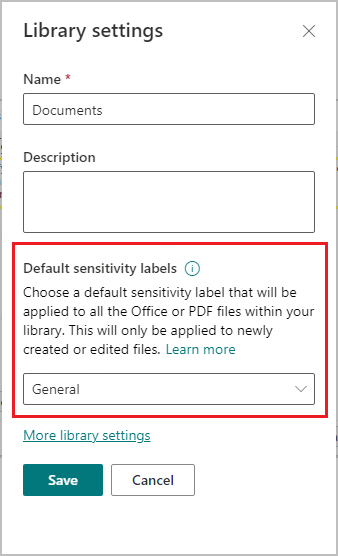 Library settings
Name *
Documents
Description
Default sensitivity labels
Choose a default sensitivity label that will be
applied to all the Office or PDF files within your
library. This will only be applied to newly
created or edited files. Learn more
General
More library settings
Save Cancel